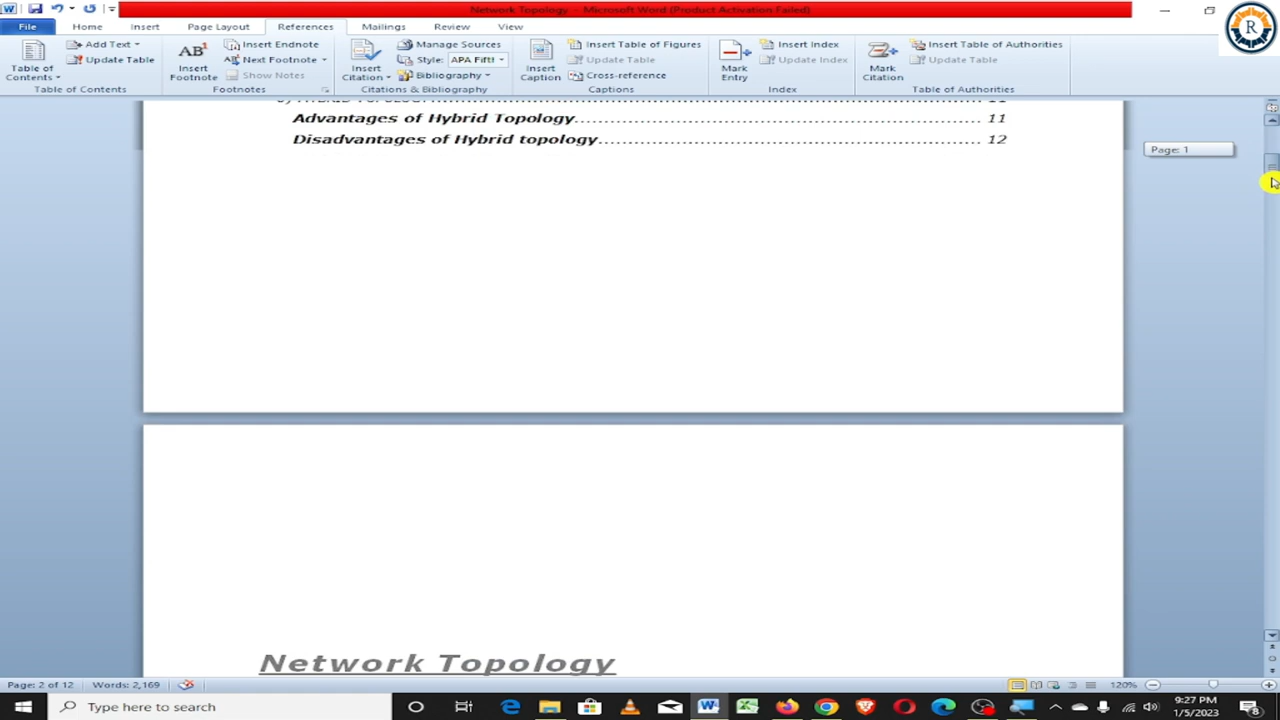 Network Topology - Microsoft Word (Product Activation Failed)
File Home Insert Page Layout References Mailings Review View
R
Table of Contents
Add Text
Update Table
Table of Contents
AB1
Insert Footnote
Insert Endnote
Next Footnote
Show Notes
Footnotes
Insert Citation
Manage Sources
Style: APA Fifth
Bibliography
Citations & Bibliography
Insert Caption
Insert Table of Figures
Update Table
Cross-reference
Captions
Mark Entry
Insert Index
Update Index
Index
Mark Citation
Insert Table of Authorities
Update Table
Table of Authorities
Advantages of Hybrid Topology 11
Disadvantages of Hybrid topology 12
Page: 1
Network Topology
Page: 2 of 12 Words: 2,169 120%
Type here to search
9:27 PM
1/5/2023
8